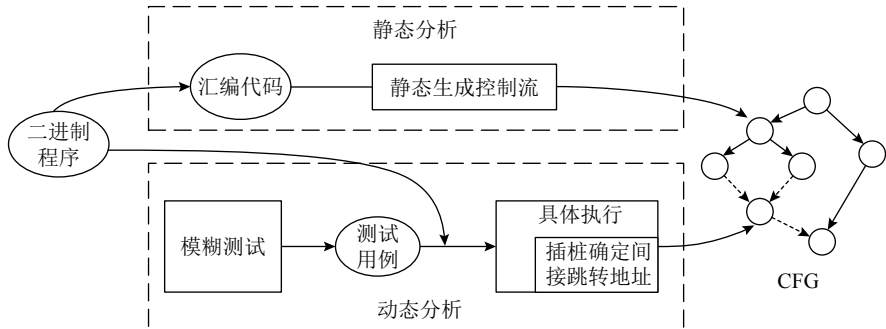 静态分析
汇编代码
静态生成控制流
二进制
程序
模糊测试
测试
用例
具体执行
插桩确定间
接跳转地址
动态分析
CFG